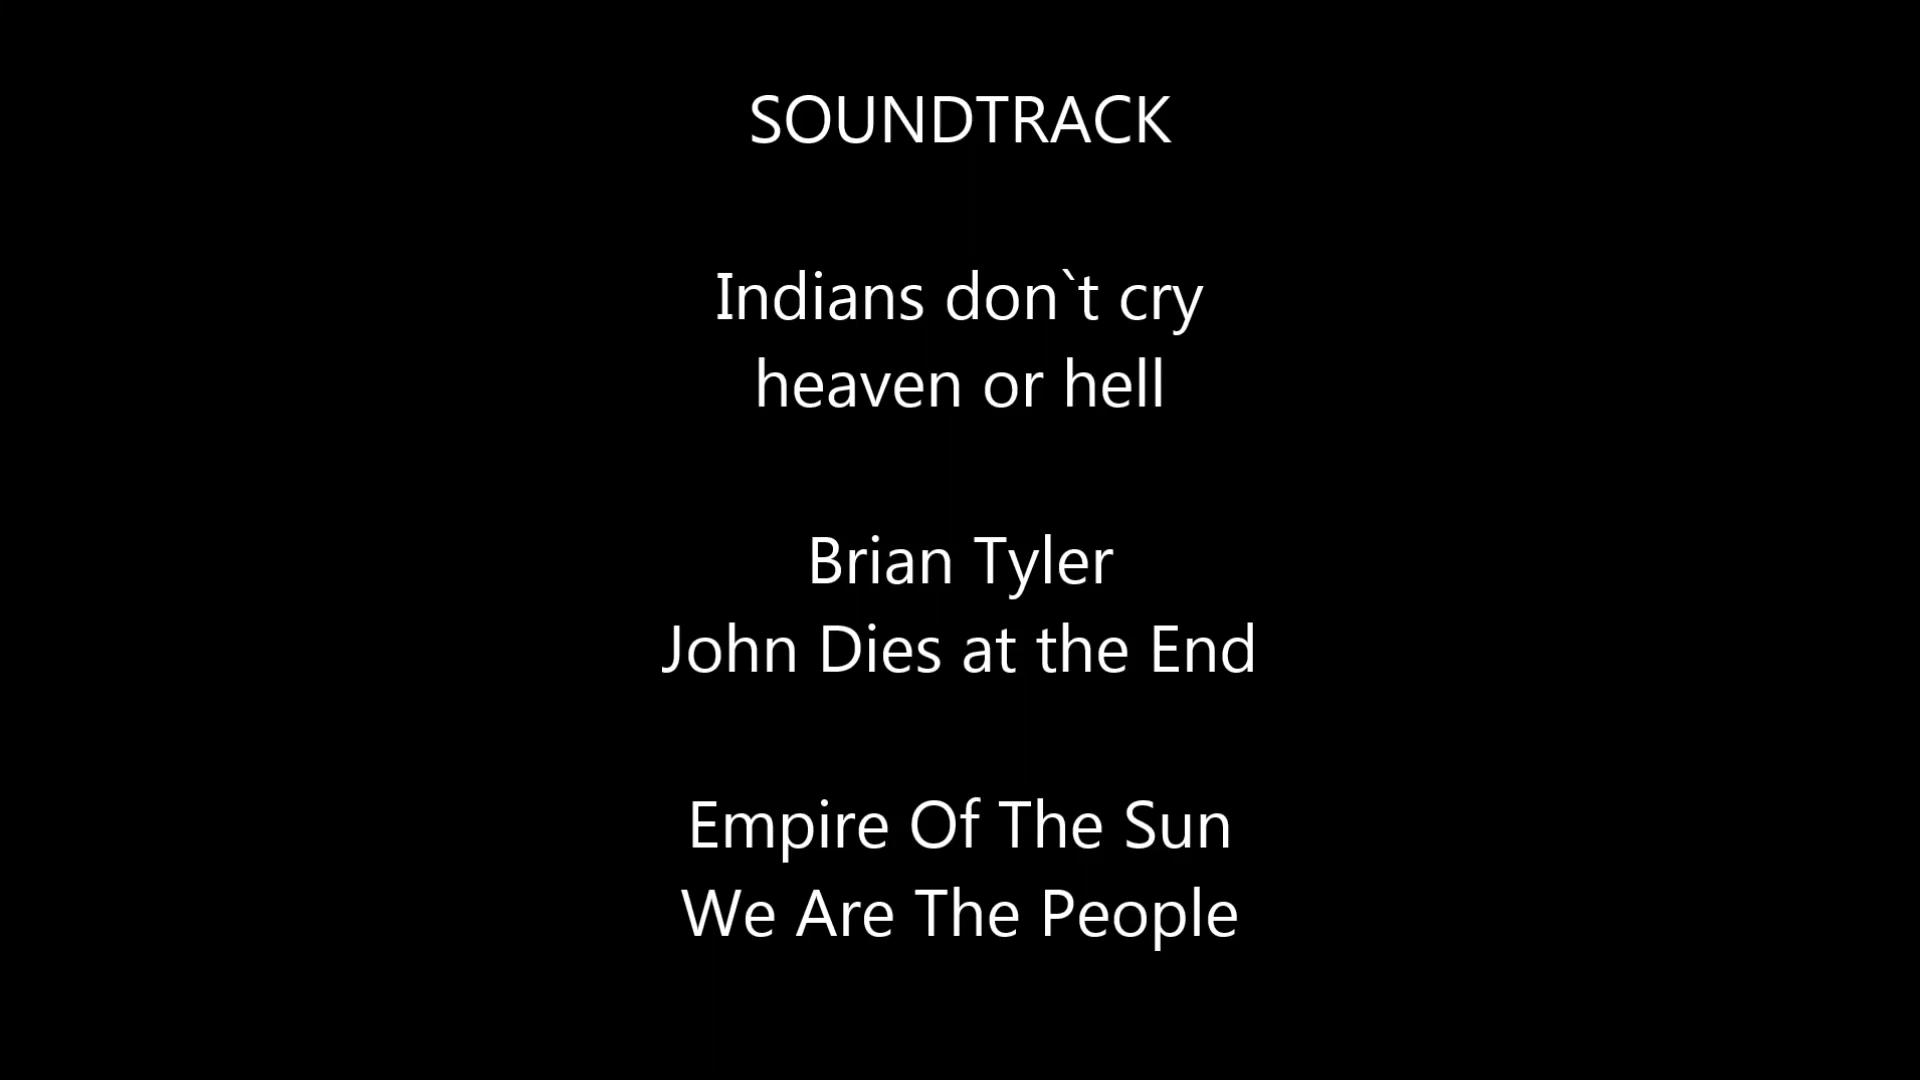 SOUNDTRACK
Indians don`t cry
heaven or hell
Brian Tyler
John Dies at the End
Empire Of The Sun
We Are The People